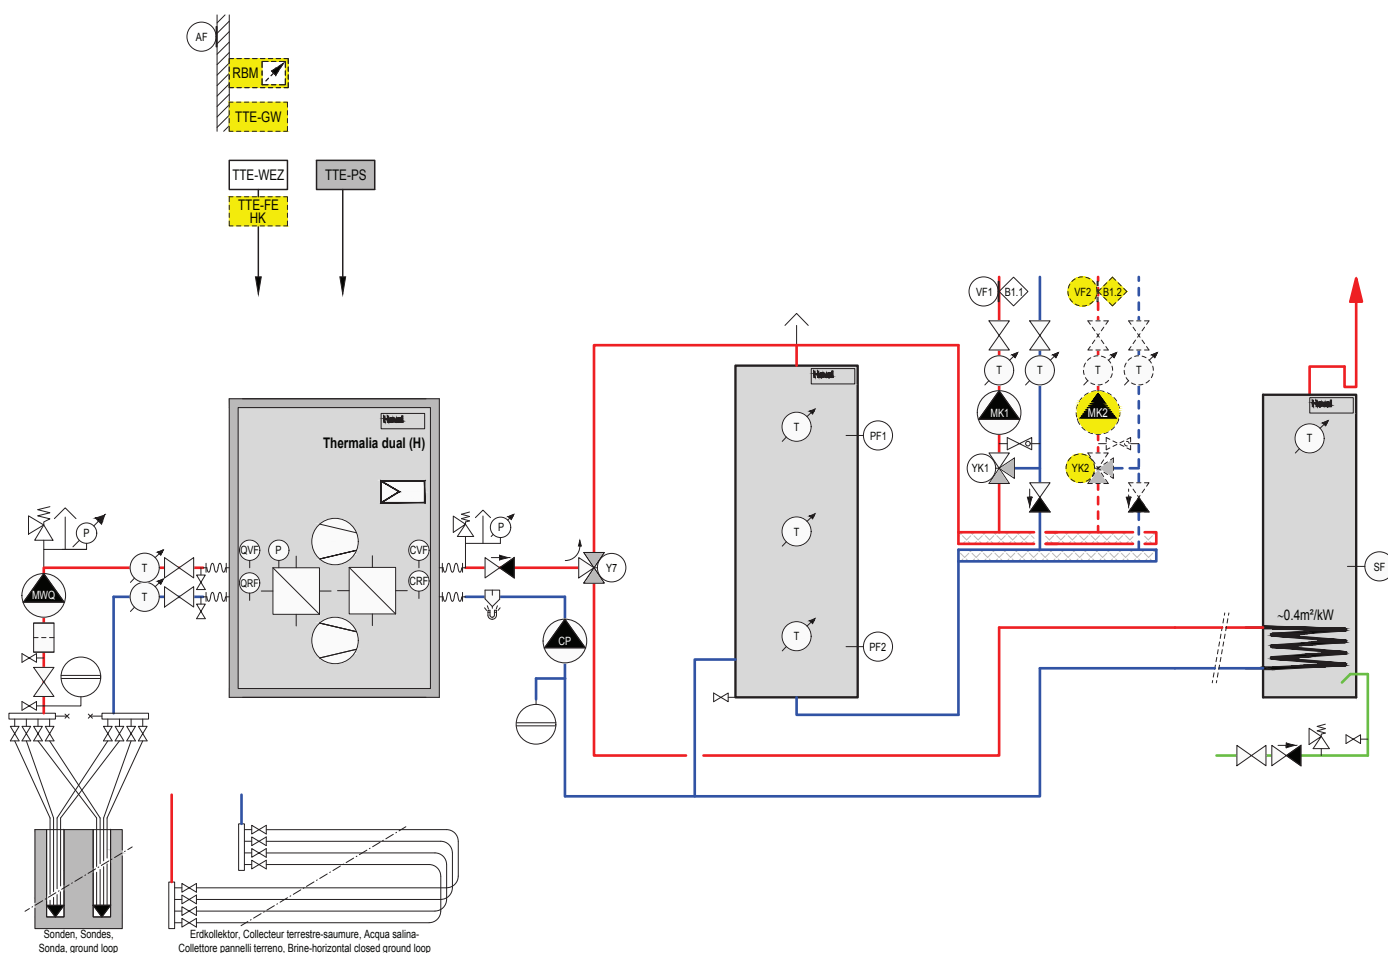 AF
RBM
TTE-GW
TTE-WEZ
TTE-PS
TTE-FE
HK
VF1
B1.1
VF2
B1.2
T
T
T
T
MK1
MK2
YK1
YK2
T
PF1
T
T
PF2
T
SF
~0.4m²/kW
Thermalia dual (H)
P
P
QVF
P
CVF
QRF
CRF
Y7
T
T
MWQ
CP
Sonden, Sondes,
Sonda, ground loop
Erdkollektor, Collecteur terrestre-saumure, Acqua salina-
Collettore pannelli terreno, Brine-horizontal closed ground loop